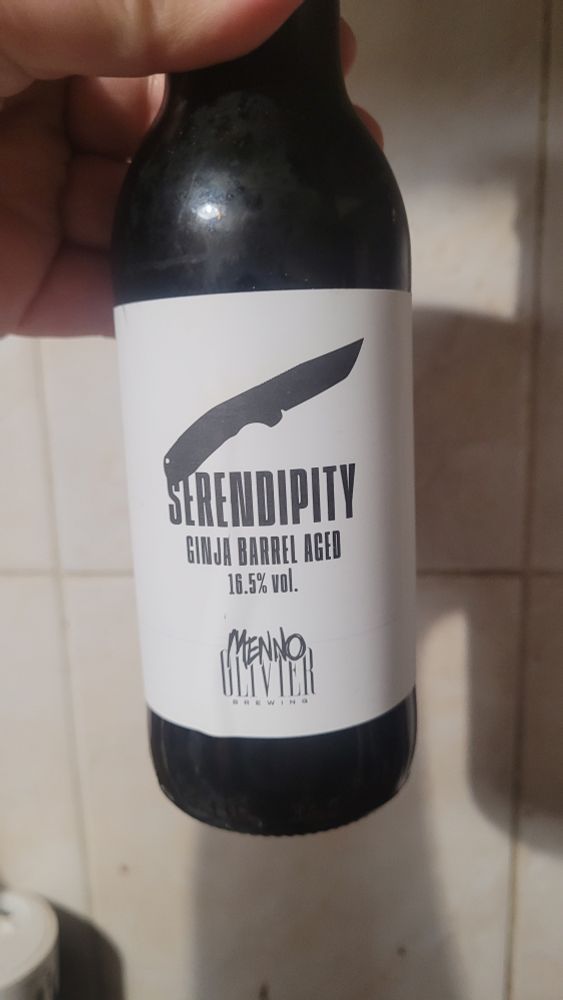 SERENDIPITY
GINJA BARREL AGED
16.5% vol.
MENNO
OLIVIER
BREWING